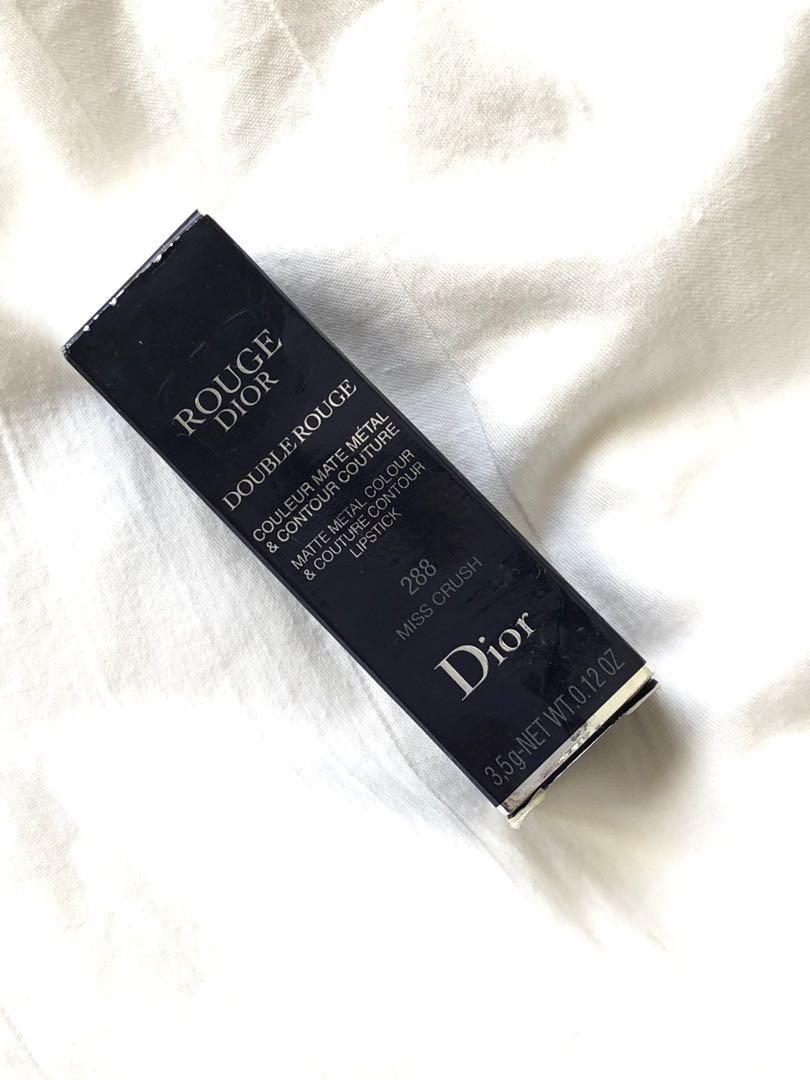 ROUGE
DIOR
DOUBLE ROUGE
COULEUR MATE MÉTAL
& CONTOUR COUTURE
MATTE METAL COLOUR
& COUTURE CONTOUR
LIPSTICK
288
MISS CRUSH
Dior
3,5g-NET WT.0.12 OZ